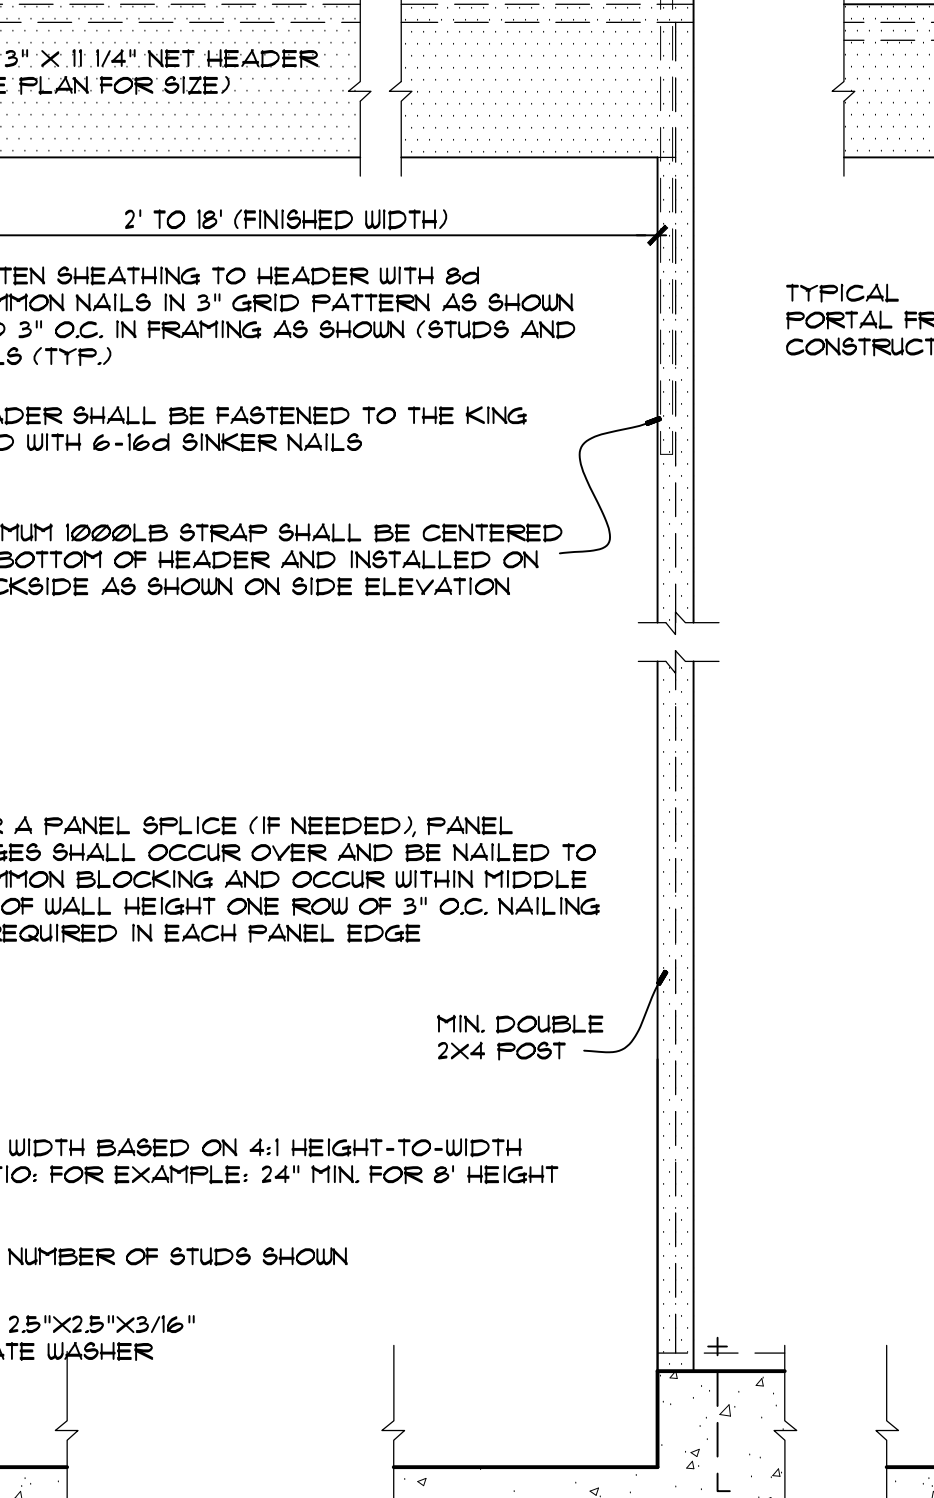 3" X 11 1/4" NET HEADER
PLAN FOR SIZE)
2' TO 18' (FINISHED WIDTH)
TEN SHEATHING TO HEADER WITH 8d
MMON NAILS IN 3" GRID PATTERN AS SHOWN
3" O.C. IN FRAMING AS SHOWN (STUDS AND
LS (TYP.)
TYPICAL
PORTAL FR
CONSTRUCT
ADER SHALL BE FASTENED TO THE KING
D WITH 6-16d SINKER NAILS
MUM 1000LB STRAP SHALL BE CENTERED
BOTTOM OF HEADER AND INSTALLED ON
CKSIDE AS SHOWN ON SIDE ELEVATION
R A PANEL SPLICE (IF NEEDED), PANEL
GES SHALL OCCUR OVER AND BE NAILED TO
MMON BLOCKING AND OCCUR WITHIN MIDDLE
OF WALL HEIGHT ONE ROW OF 3" O.C. NAILING
REQUIRED IN EACH PANEL EDGE
MIN. DOUBLE
2X4 POST
WIDTH BASED ON 4:1 HEIGHT-TO-WIDTH
TIO: FOR EXAMPLE: 24" MIN. FOR 8' HEIGHT
NUMBER OF STUDS SHOWN
2.5"X2.5"X3/16"
ATE WASHER